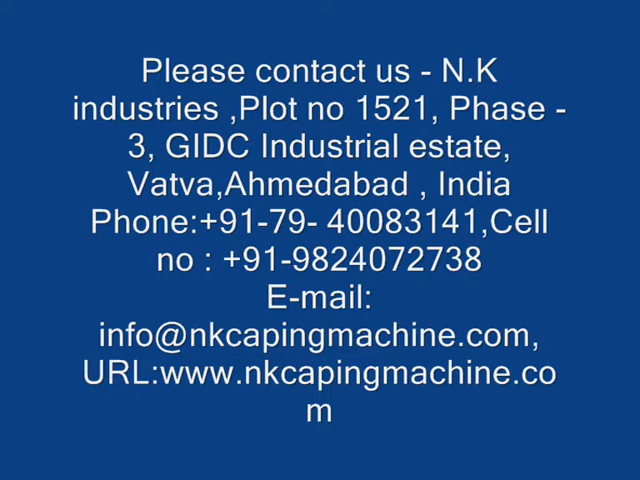 Please contact us - N.K
industries ,Plot no 1521, Phase -
3, GIDC Industrial estate,
Vatva,Ahmedabad , India
Phone:+91-79- 40083141,Cell
no : +91-9824072738
E-mail:
info@nkcapingmachine.com,
URL:www.nkcapingmachine.co
m